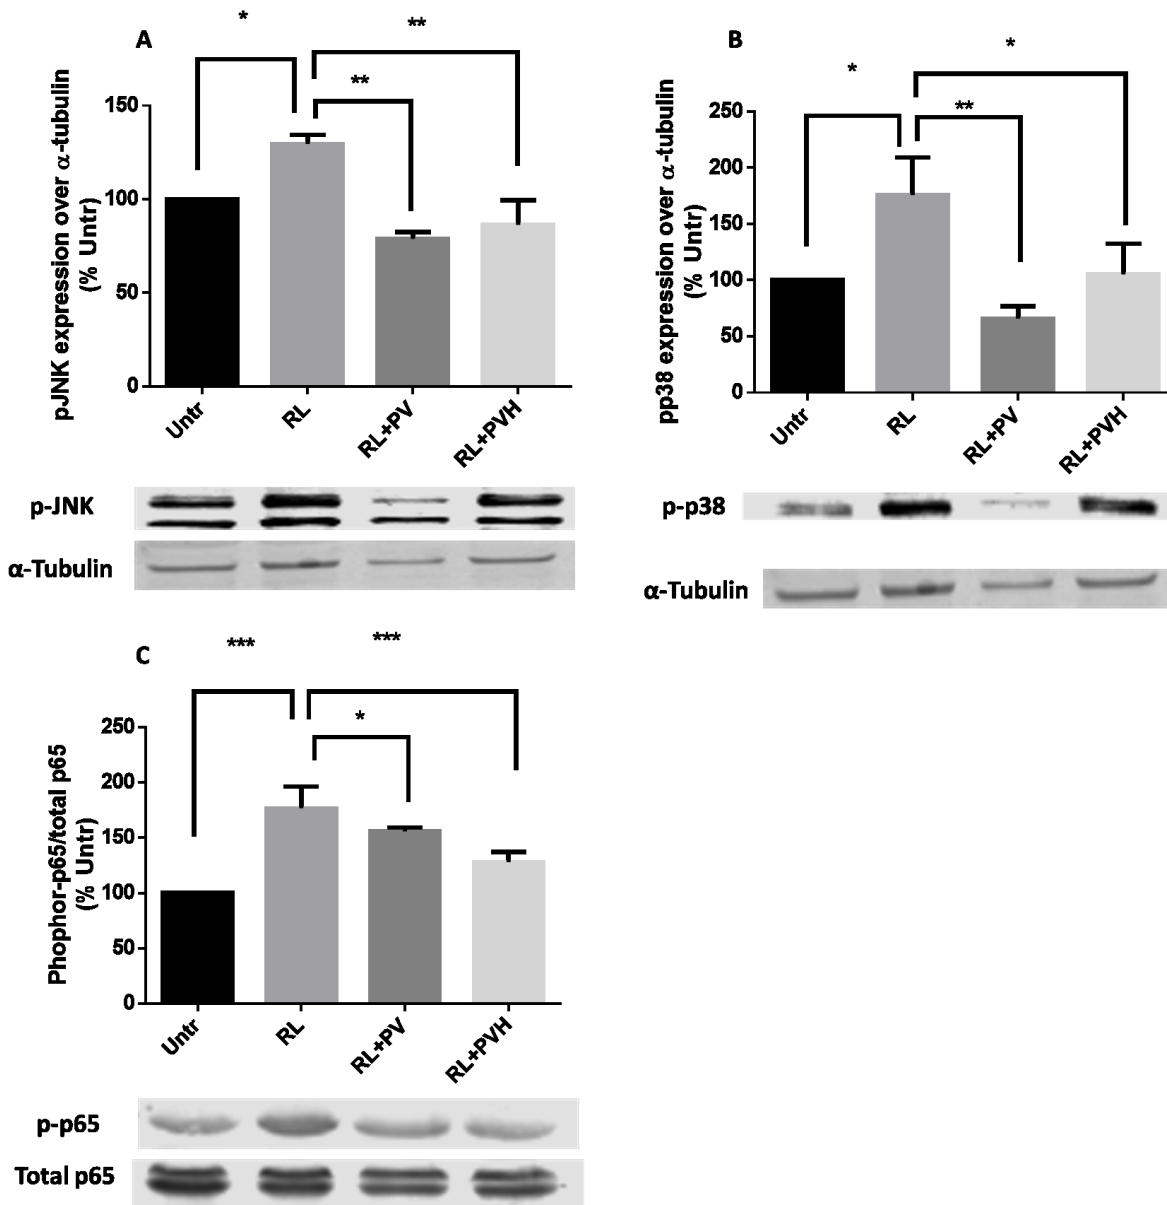 A
*
**
**
pJNK expression over α-tubulin
(% Untr)
150
100
50
0
Untr
RL
RL+PV
RL+PVH
p-JNK
α-Tubulin
B
*
*
**
pp38 expression over α-tubulin
(% Untr)
250
200
150
100
50
0
Untr
RL
RL+PV
RL+PVH
p-p38
α-Tubulin
C
***
***
*
Phophor-p65/total p65
(% Untr)
250
200
150
100
50
0
Untr
RL
RL+PV
RL+PVH
p-p65
Total p65